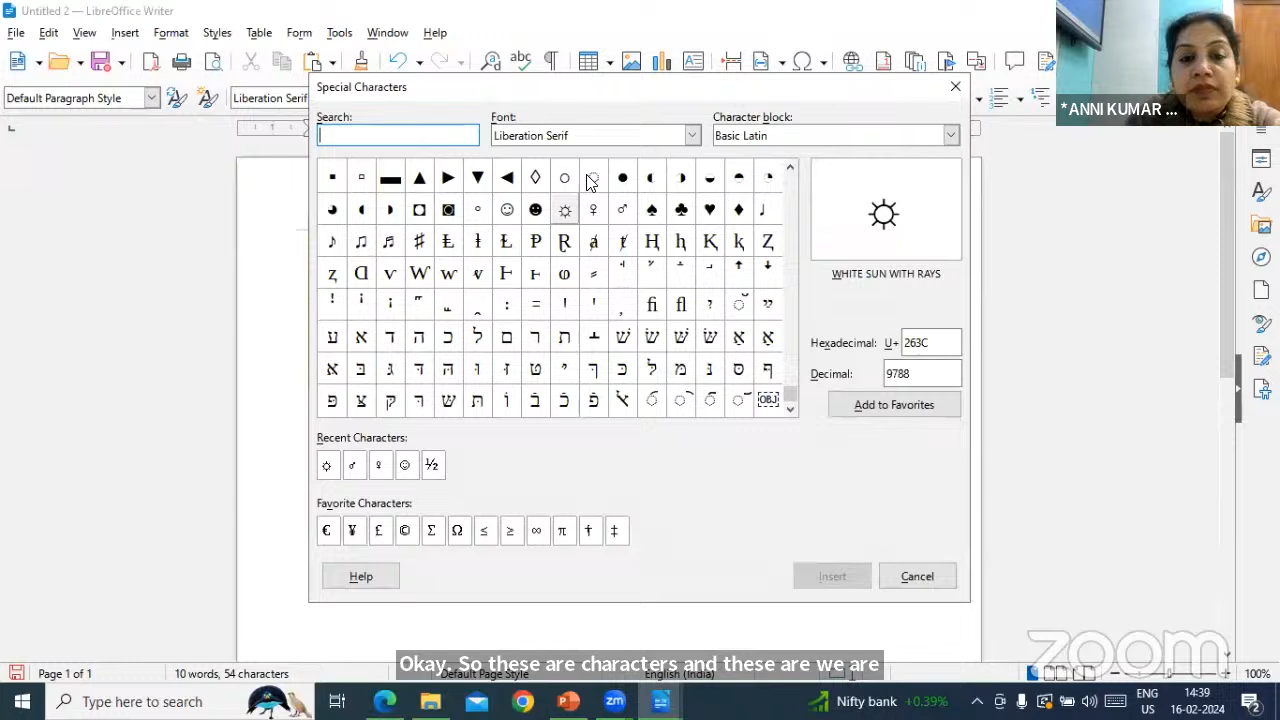 Untitled 2 — LibreOffice Writer
File Edit View Insert Format Styles Table Form Tools Window Help
Default Paragraph Style
Liberation Serif
Special Characters
Search:
Font:
Character block:
Liberation Serif
Basic Latin
WHITE SUN WITH RAYS
Hexadecimal: U+ 263C
Decimal: 9788
Add to Favorites
Recent Characters:
☼ ♂ ♀ ☺ ½
Favorite Characters:
€ ¥ £ © Σ Ω ≤ ≥ ∞ π † ‡
Help
Insert
Cancel
*ANNI KUMAR ...
zoom
Okay. So these are characters and these are we are
Page 1 of 1
10 words, 54 characters
Default Page Style
English (India)
100%
Type here to search
Nifty bank +0.39%
ENG
US
14:39
16-02-2024
2